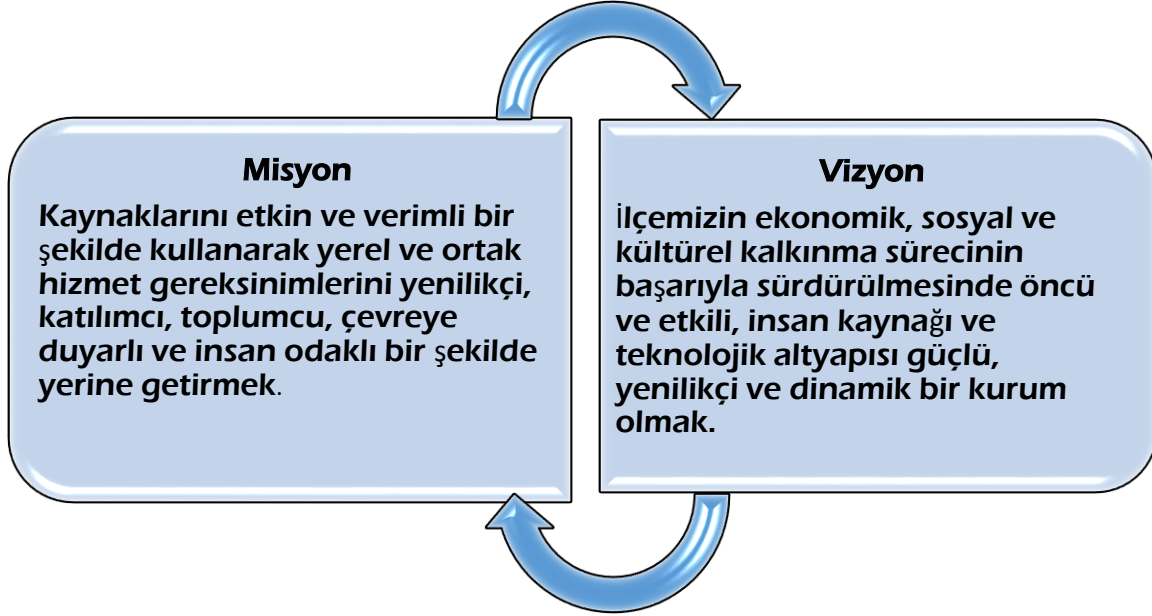 Misyon
Kaynaklarını etkin ve verimli bir
şekilde kullanarak yerel ve ortak
hizmet gereksinimlerini yenilikçi,
katılımcı, toplumcu, çevreye
duyarlı ve insan odaklı bir şekilde
yerine getirmek.
Vizyon
İlçemizin ekonomik, sosyal ve
kültürel kalkınma sürecinin
başarıyla sürdürülmesinde öncü
ve etkili, insan kaynağı ve
teknolojik altyapısı güçlü,
yenilikçi ve dinamik bir kurum
olmak.